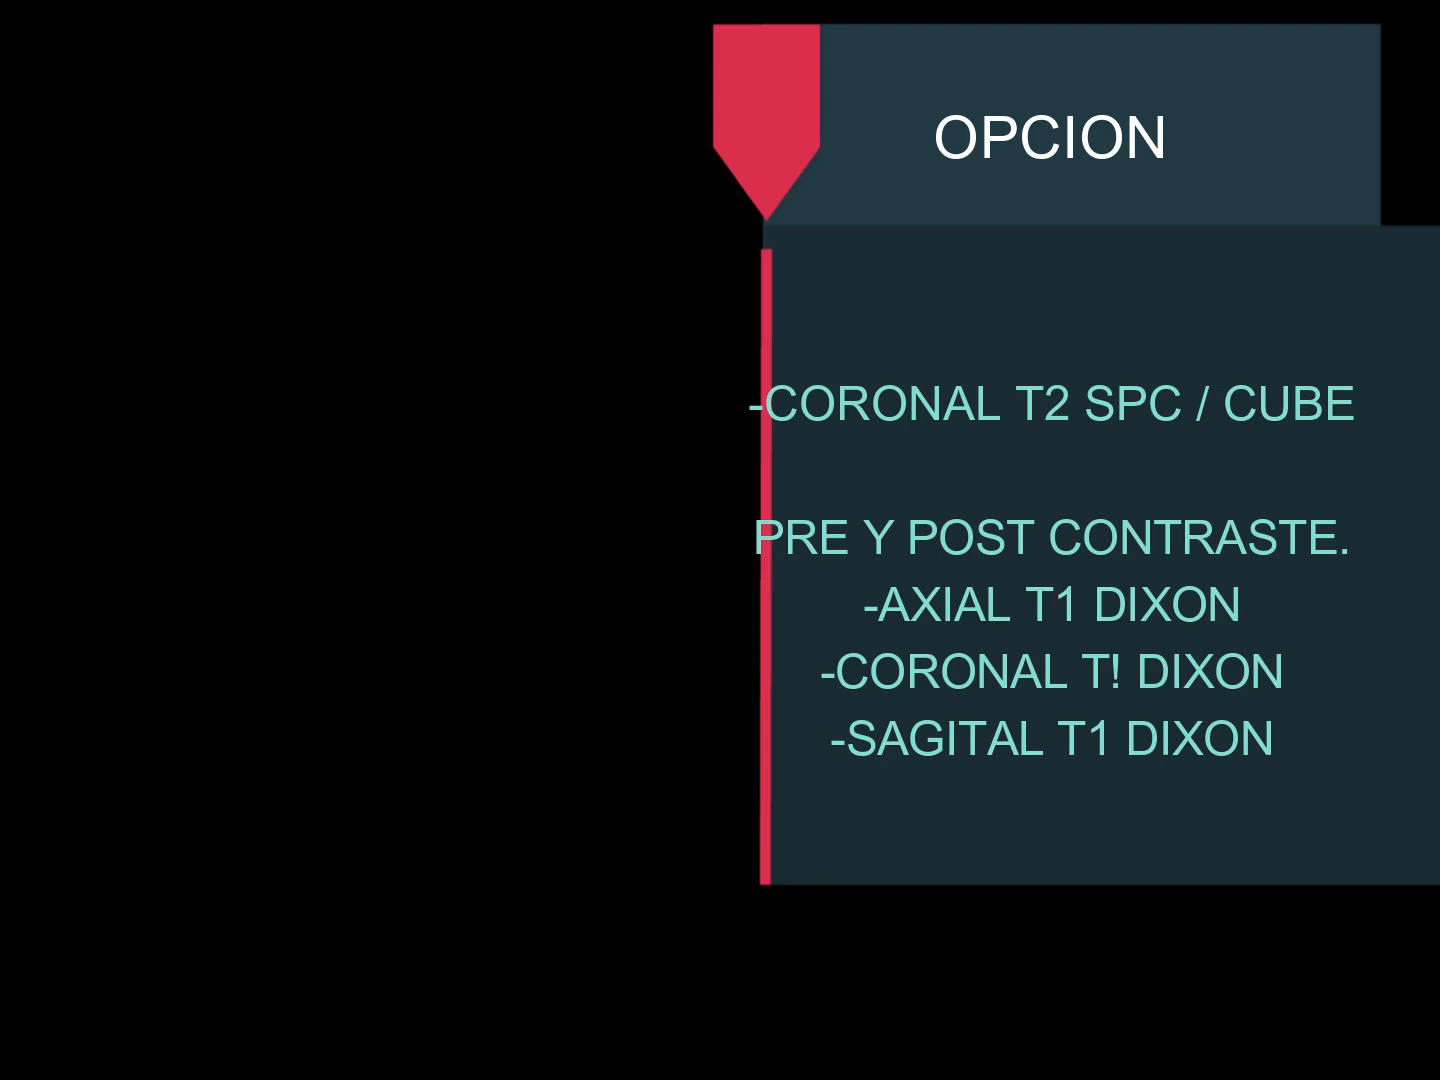 OPCION
-CORONAL T2 SPC / CUBE
PRE Y POST CONTRASTE.
-AXIAL T1 DIXON
-CORONAL T! DIXON
-SAGITAL T1 DIXON